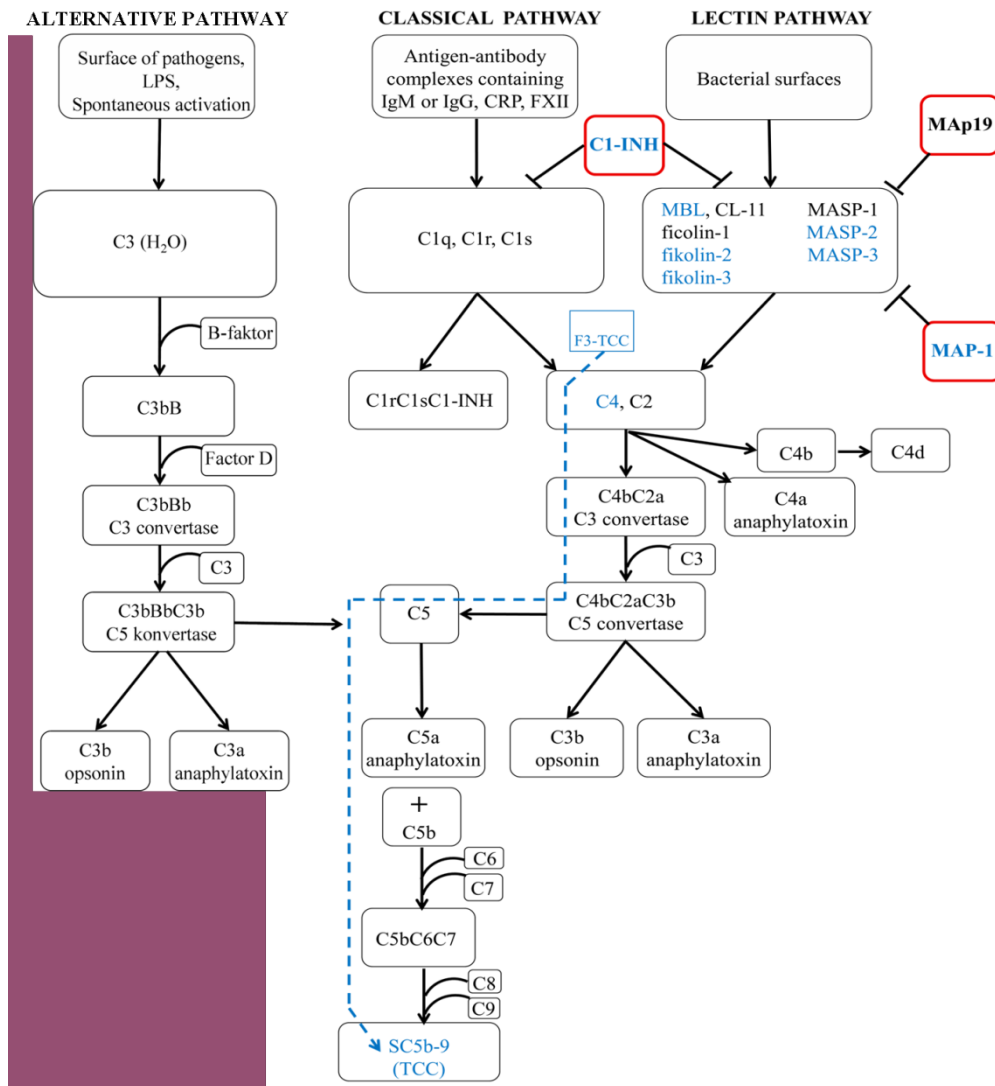 ALTERNATIVE PATHWAY
CLASSICAL PATHWAY
LECTIN PATHWAY
Surface of pathogens,
LPS,
Spontaneous activation
Antigen-antibody
complexes containing
IgM or IgG, CRP, FXII
Bacterial surfaces
MAp19
C1-INH
C3 (H₂O)
C1q, C1r, C1s
MBL, CL-11
ficolin-1
fikolin-2
fikolin-3
MASP-1
MASP-2
MASP-3
B-faktor
F3-TCC
MAP-1
C3bB
C1rC1sC1-INH
C4, C2
Factor D
C4b
C4d
C3bBb
C3 convertase
C4bC2a
C3 convertase
C4a
anaphylatoxin
C3
C3
C3bBbC3b
C5 konvertase
C5
C4bC2aC3b
C5 convertase
C3b
opsonin
C3a
anaphylatoxin
C5a
anaphylatoxin
C3b
opsonin
C3a
anaphylatoxin
+
C5b
C6
C7
C5bC6C7
C8
C9
SC5b-9
(TCC)